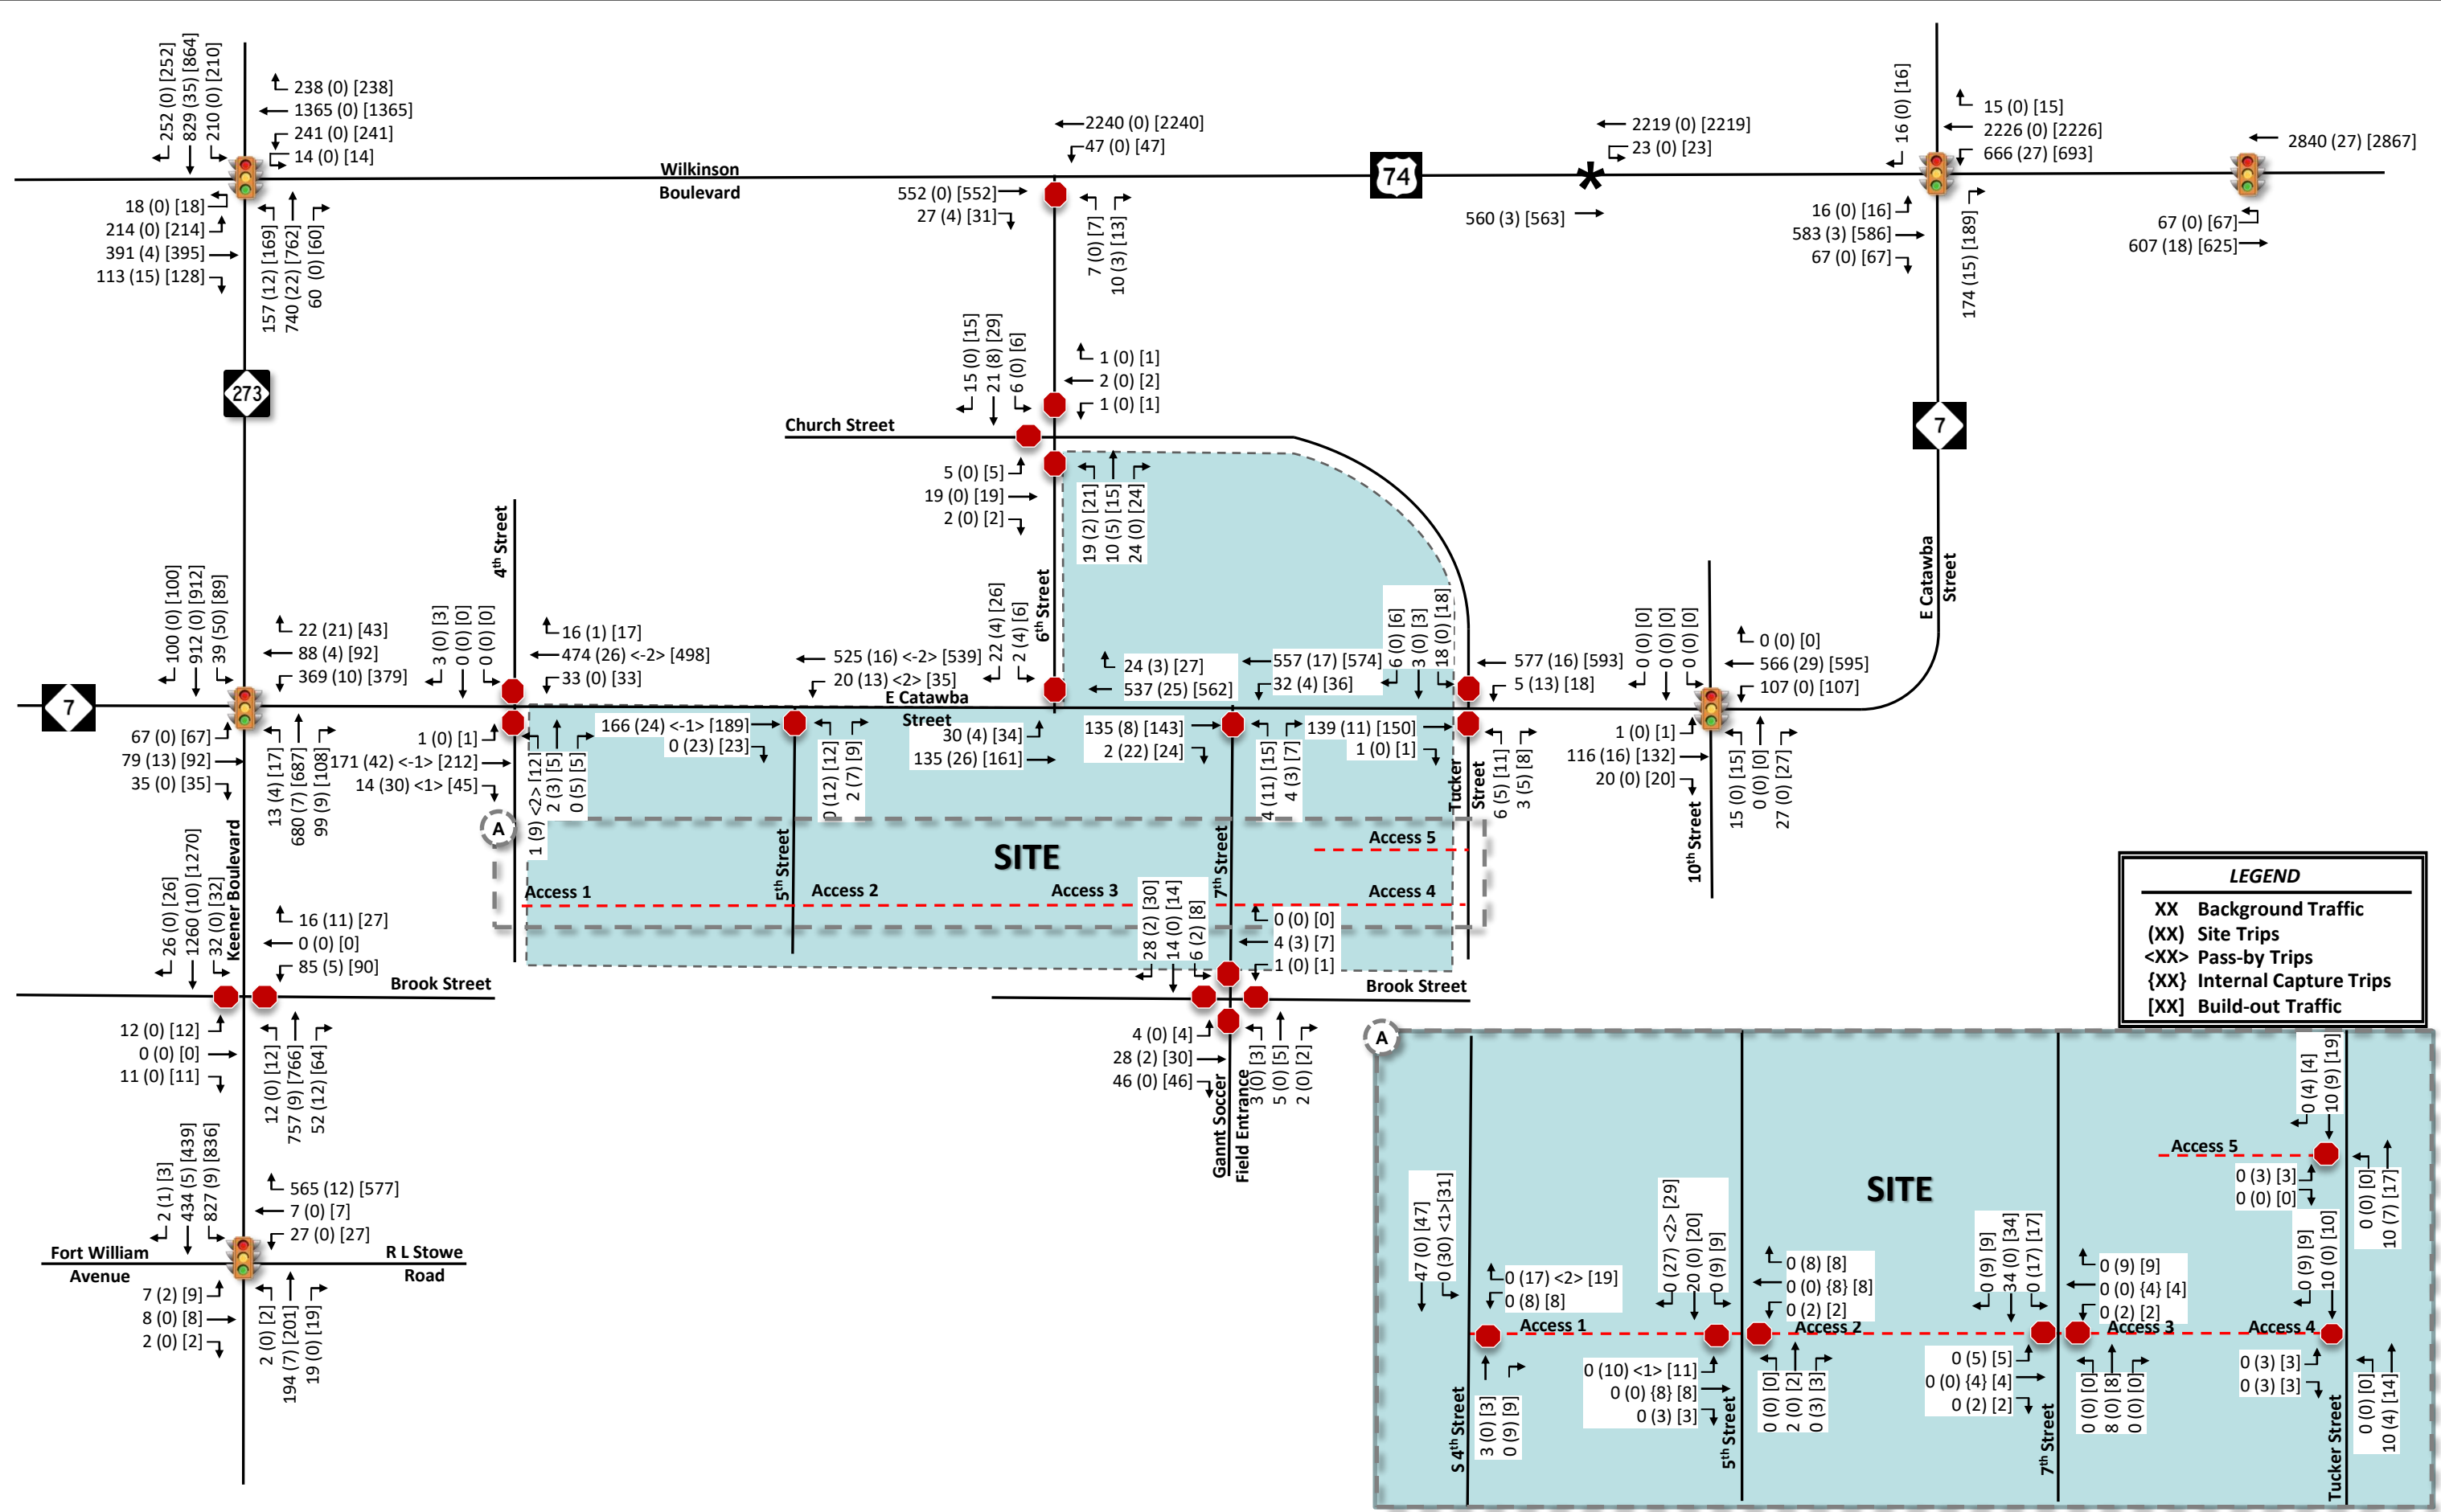 252 (0) [252]
829 (35) [864]
210 (0) [210]
238 (0) [238]
1365 (0) [1365]
241 (0) [241]
14 (0) [14]
18 (0) [18]
214 (0) [214]
391 (4) [395]
113 (15) [128]
157 (12) [169]
740 (22) [762]
60 (0) [60]
Wilkinson
Boulevard
2240 (0) [2240]
47 (0) [47]
552 (0) [552]
27 (4) [31]
7 (0) [7]
10 (3) [13]
74
2219 (0) [2219]
23 (0) [23]
*
560 (3) [563]
16 (0) [16]
15 (0) [15]
2226 (0) [2226]
666 (27) [693]
16 (0) [16]
583 (3) [586]
67 (0) [67]
174 (15) [189]
2840 (27) [2867]
67 (0) [67]
607 (18) [625]
273
15 (0) [15]
21 (8) [29]
6 (0) [6]
1 (0) [1]
2 (0) [2]
1 (0) [1]
Church Street
5 (0) [5]
19 (0) [19]
2 (0) [2]
19 (2) [21]
10 (5) [15]
24 (0) [24]
7
E Catawba
Street
4th Street
6th Street
100 (0) [100]
912 (0) [912]
39 (50) [89]
22 (21) [43]
88 (4) [92]
369 (10) [379]
7
67 (0) [67]
79 (13) [92]
35 (0) [35]
13 (4) [17]
680 (7) [687]
99 (9) [108]
3 (0) [3]
0 (0) [0]
0 (0) [0]
16 (1) [17]
474 (26) <-2> [498]
33 (0) [33]
1 (0) [1]
171 (42) <-1> [212]
14 (30) <1> [45]
1 (9) <2> [12]
2 (3) [5]
0 (5) [5]
525 (16) <-2> [539]
20 (13) <2> [35]
E Catawba
Street
166 (24) <-1> [189]
0 (23) [23]
0 (12) [12]
2 (7) [9]
22 (4) [26]
2 (4) [6]
24 (3) [27]
537 (25) [562]
30 (4) [34]
135 (26) [161]
557 (17) [574]
32 (4) [36]
135 (8) [143]
2 (22) [24]
4 (11) [15]
4 (3) [7]
6 (0) [6]
3 (0) [3]
18 (0) [18]
577 (16) [593]
5 (13) [18]
139 (11) [150]
1 (0) [1]
6 (5) [11]
3 (5) [8]
Tucker
Street
0 (0) [0]
0 (0) [0]
0 (0) [0]
0 (0) [0]
566 (29) [595]
107 (0) [107]
1 (0) [1]
116 (16) [132]
20 (0) [20]
15 (0) [15]
0 (0) [0]
27 (0) [27]
10th Street
A
SITE
5th Street
7th Street
Access 5
Access 1
Access 2
Access 3
Access 4
Keener Boulevard
26 (0) [26]
1260 (10) [1270]
32 (0) [32]
16 (11) [27]
0 (0) [0]
85 (5) [90]
Brook Street
12 (0) [12]
0 (0) [0]
11 (0) [11]
12 (0) [12]
757 (9) [766]
52 (12) [64]
28 (2) [30]
14 (0) [14]
6 (2) [8]
0 (0) [0]
4 (3) [7]
1 (0) [1]
Brook Street
4 (0) [4]
28 (2) [30]
46 (0) [46]
3 (0) [3]
5 (0) [5]
2 (0) [2]
Gannt Soccer
Field Entrance
2 (1) [3]
434 (5) [439]
827 (9) [836]
565 (12) [577]
7 (0) [7]
27 (0) [27]
Fort William
Avenue
R L Stowe
Road
7 (2) [9]
8 (0) [8]
2 (0) [2]
2 (0) [2]
194 (7) [201]
19 (0) [19]
LEGEND
XX Background Traffic
(XX) Site Trips
<XX> Pass-by Trips
{XX} Internal Capture Trips
[XX] Build-out Traffic
A
SITE
47 (0) [47]
0 (30) <1>[31]
0 (17) <2> [19]
0 (8) [8]
Access 1
3 (0) [3]
0 (9) [9]
S 4th Street
0 (27) <2> [29]
20 (0) [20]
0 (9) [9]
0 (8) [8]
0 (0) {8} [8]
0 (2) [2]
Access 2
0 (10) <1> [11]
0 (0) {8} [8]
0 (3) [3]
0 (0) [0]
2 (0) [2]
0 (3) [3]
5th Street
0 (9) [9]
34 (0) [34]
0 (17) [17]
0 (9) [9]
0 (0) {4} [4]
0 (2) [2]
Access 3
0 (5) [5]
0 (0) {4} [4]
0 (2) [2]
0 (0) [0]
8 (0) [8]
0 (0) [0]
7th Street
0 (4) [4]
10 (9) [19]
Access 5
0 (3) [3]
0 (0) [0]
0 (0) [0]
10 (7) [17]
0 (9) [9]
10 (0) [10]
Access 4
0 (3) [3]
0 (3) [3]
0 (0) [0]
10 (4) [14]
Tucker Street